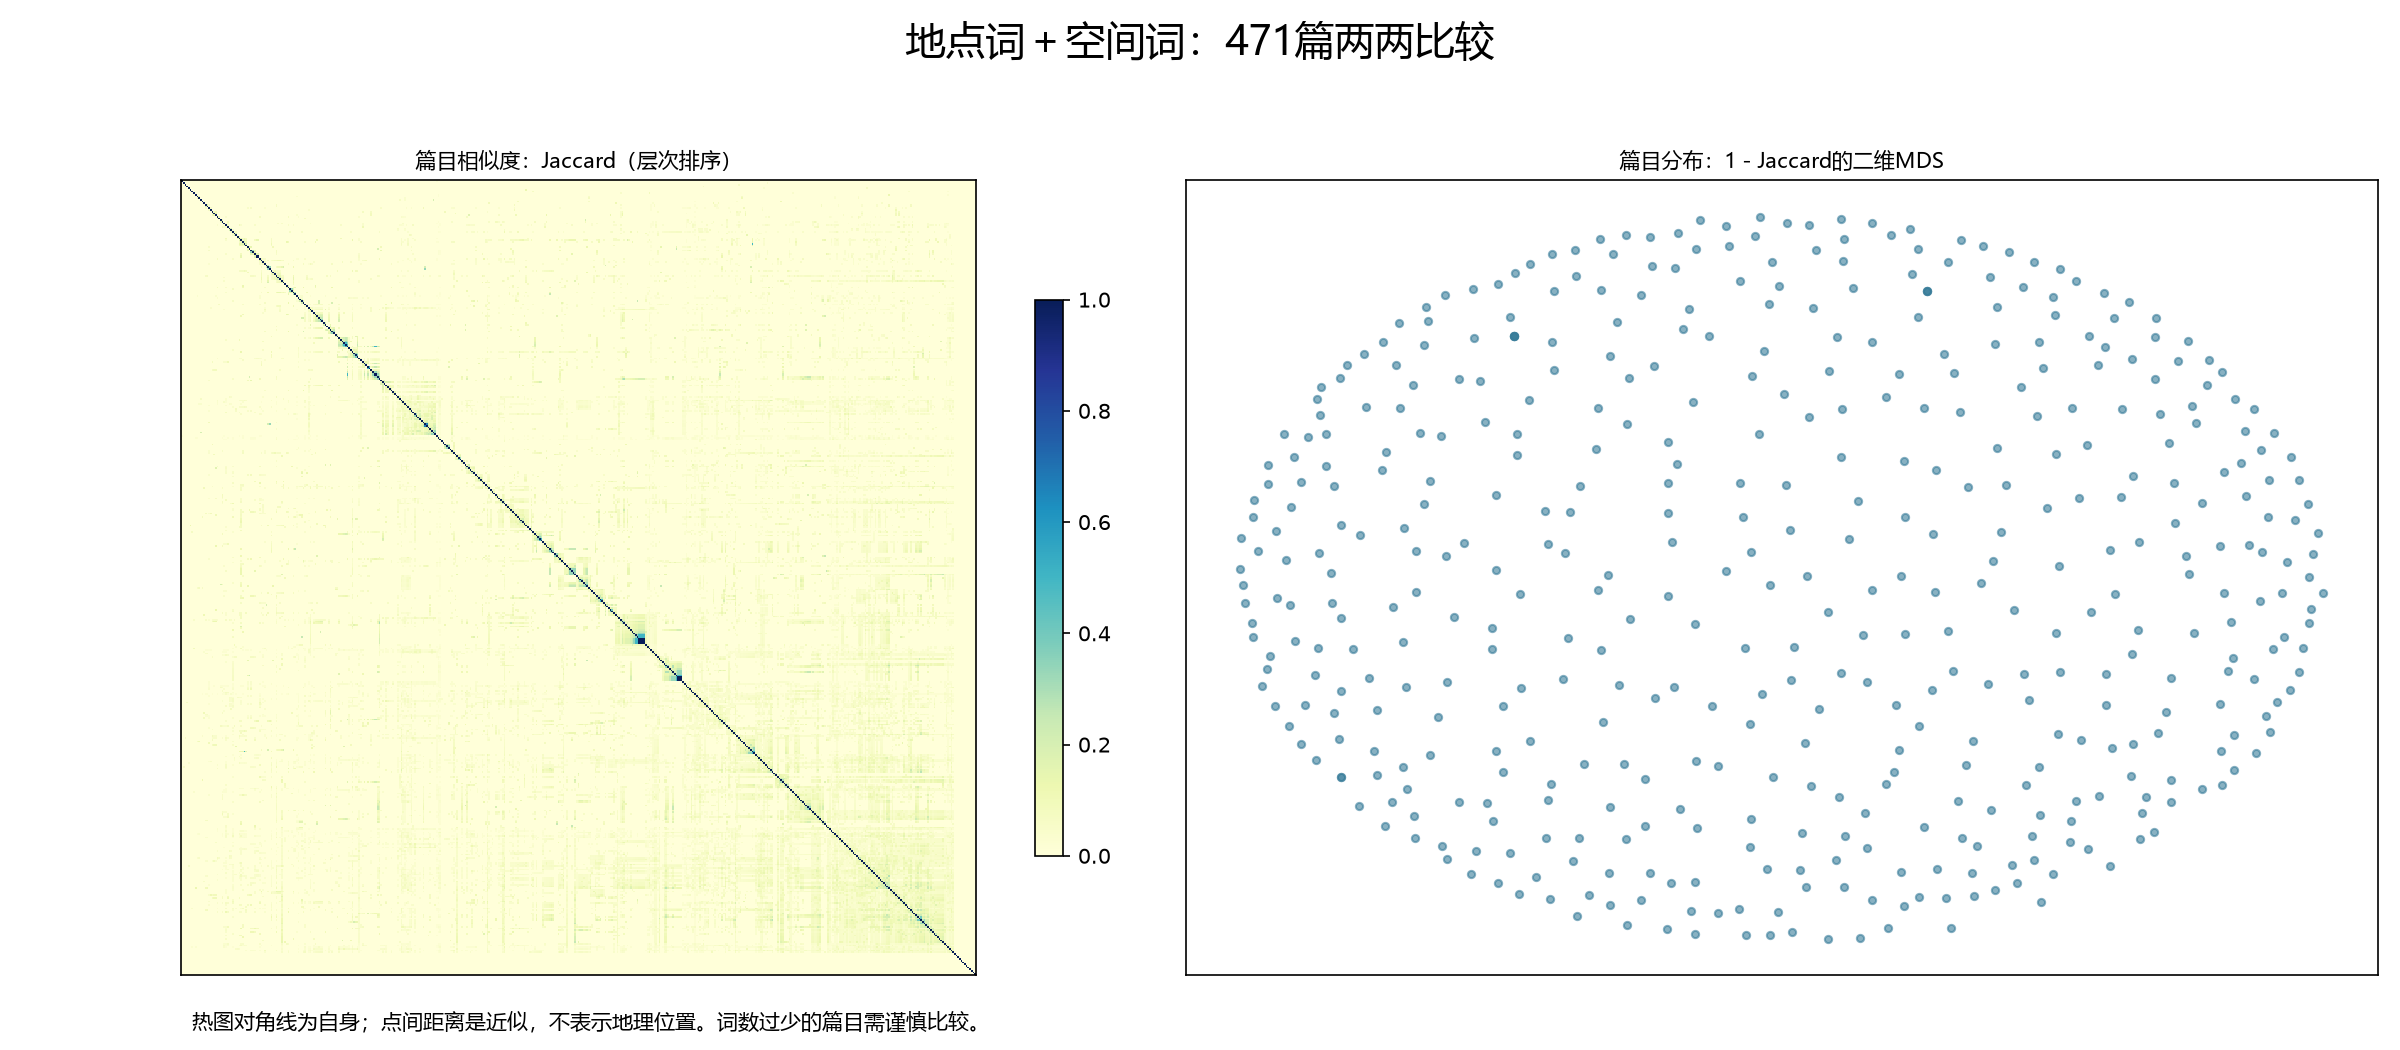 地点词 + 空间词：471篇两两比较
篇目相似度：Jaccard（层次排序）
篇目分布：1 - Jaccard的二维MDS
1.0
0.8
0.6
0.4
0.2
0.0
热图对角线为自身；点间距离是近似，不表示地理位置。词数过少的篇目需谨慎比较。